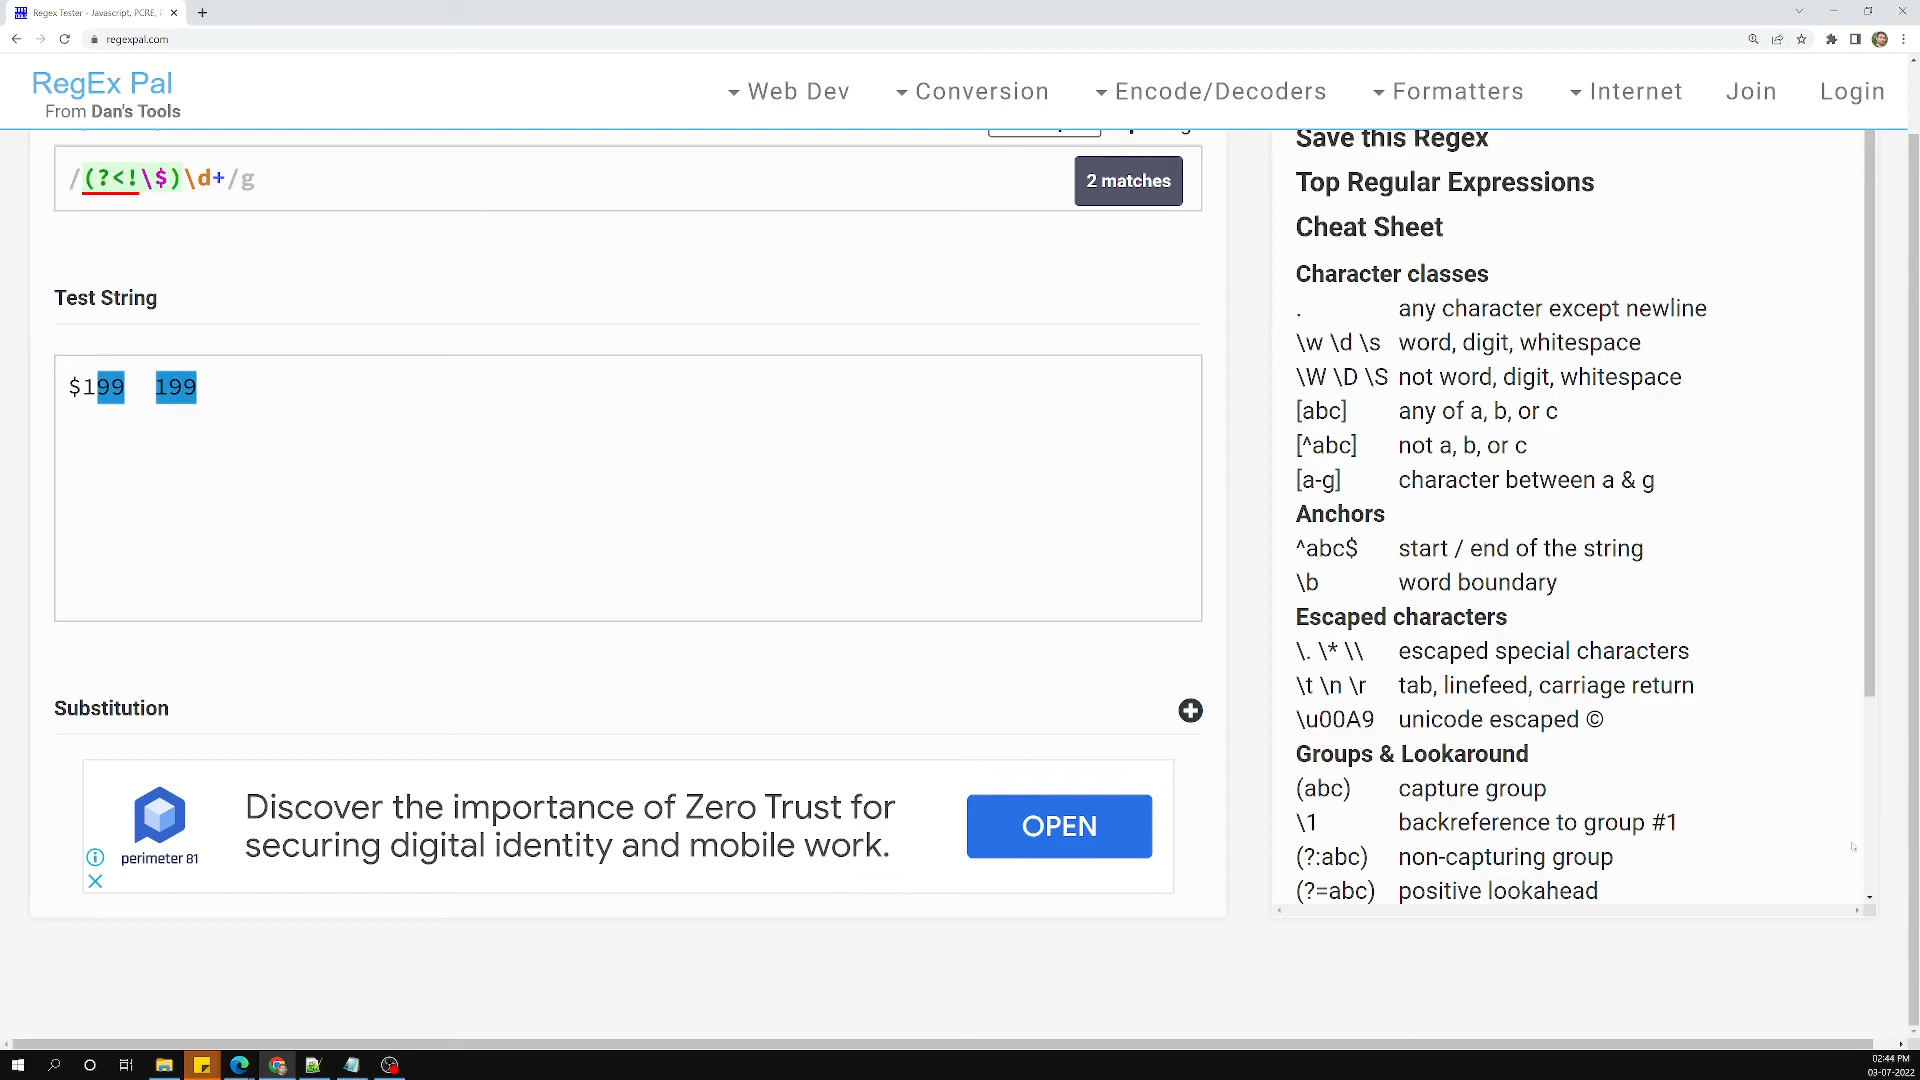 Regex Tester - Javascript, PCRE,
regexpal.com
RegEx Pal
From Dan's Tools
Web Dev
Conversion
Encode/Decoders
Formatters
Internet
Join
Login
/(?<!\$)\d+/g
2 matches
Test String
$199 199
Substitution
perimeter 81
Discover the importance of Zero Trust for
securing digital identity and mobile work.
OPEN
Save this Regex
Top Regular Expressions
Cheat Sheet
Character classes
. any character except newline
\w \d \s word, digit, whitespace
\W \D \S not word, digit, whitespace
[abc] any of a, b, or c
[^abc] not a, b, or c
[a-g] character between a & g
Anchors
^abc$ start / end of the string
\b word boundary
Escaped characters
\. \* \\ escaped special characters
\t \n \r tab, linefeed, carriage return
\u00A9 unicode escaped ©
Groups & Lookaround
(abc) capture group
\1 backreference to group #1
(?:abc) non-capturing group
(?=abc) positive lookahead
02:44 PM
03-07-2022